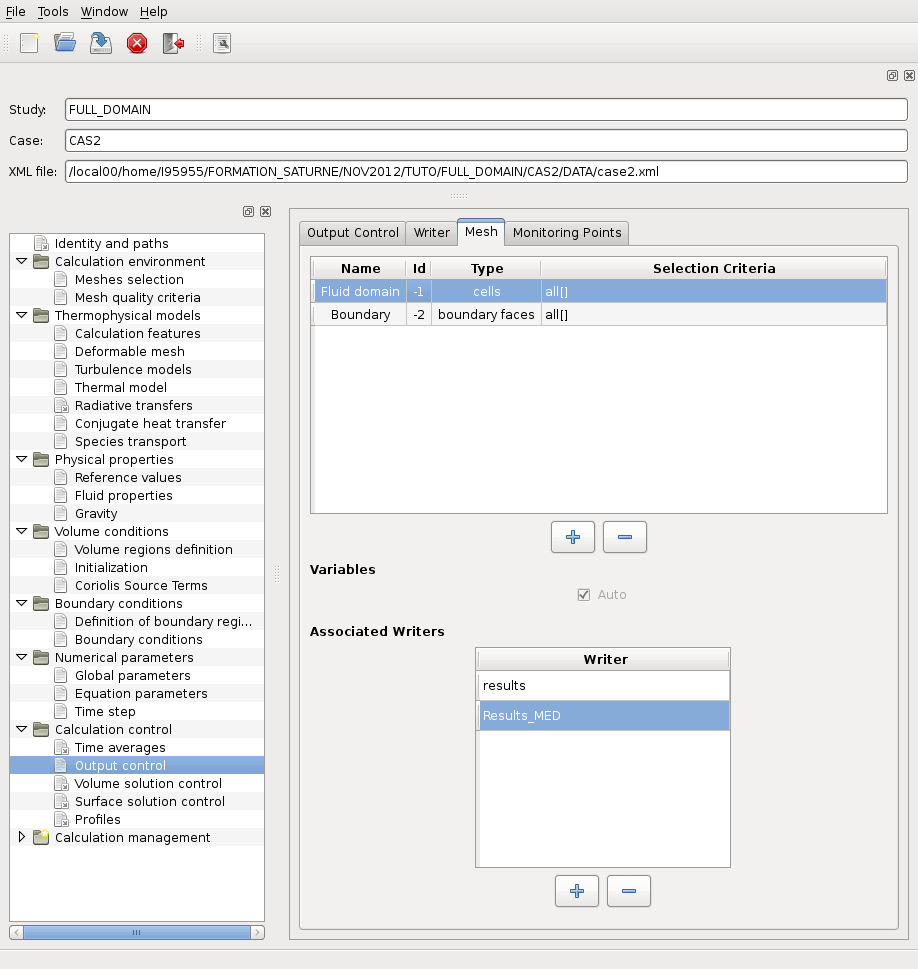 File Tools Window Help
Study: FULL_DOMAIN
Case: CAS2
XML file: /local00/home/I95955/FORMATION_SATURNE/NOV2012/TUTO/FULL_DOMAIN/CAS2/DATA/case2.xml
Identity and paths
Calculation environment
Meshes selection
Mesh quality criteria
Thermophysical models
Calculation features
Deformable mesh
Turbulence models
Thermal model
Radiative transfers
Conjugate heat transfer
Species transport
Physical properties
Reference values
Fluid properties
Gravity
Volume conditions
Volume regions definition
Initialization
Coriolis Source Terms
Boundary conditions
Definition of boundary regi...
Boundary conditions
Numerical parameters
Global parameters
Equation parameters
Time step
Calculation control
Time averages
Output control
Volume solution control
Surface solution control
Profiles
Calculation management
Output Control Writer Mesh Monitoring Points
Name Id Type Selection Criteria
Fluid domain -1 cells all[]
Boundary -2 boundary faces all[]
Variables
Auto
Associated Writers
Writer
results
Results_MED